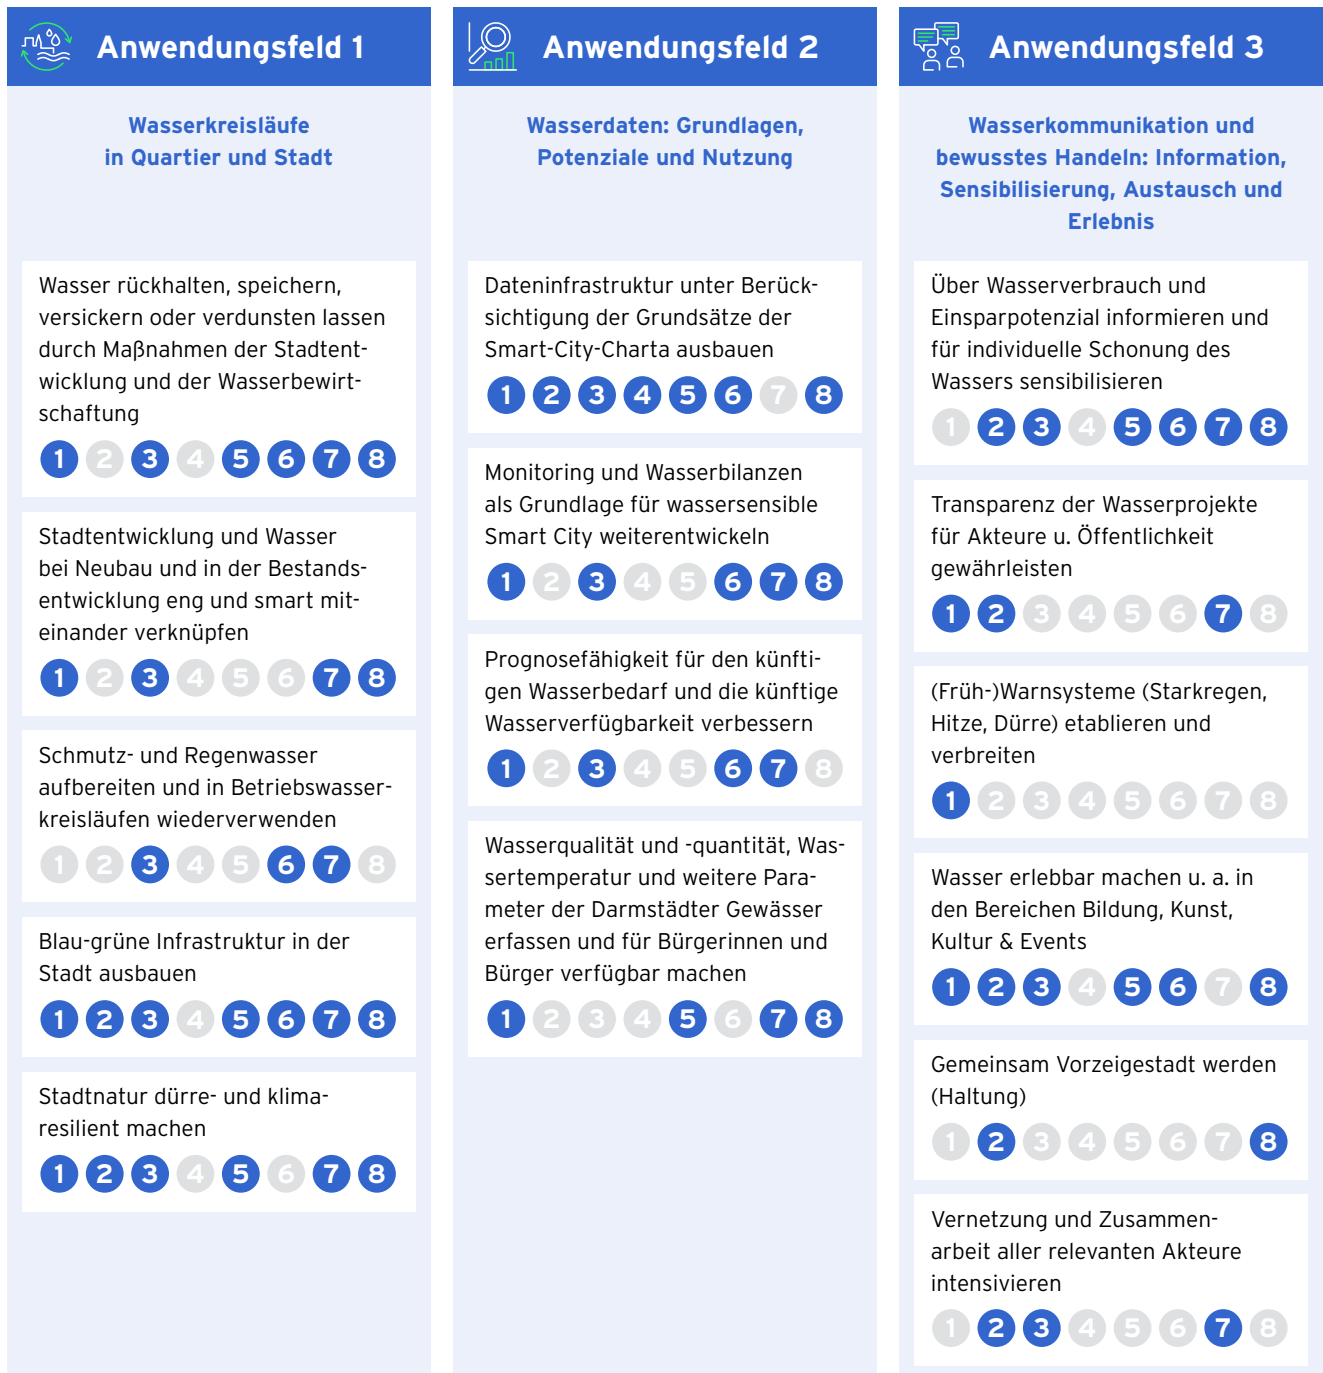 Anwendungsfeld 1
Wasserkreisläufe
in Quartier und Stadt
Wasser rückhalten, speichern,
versickern oder verdunsten lassen
durch Maßnahmen der Stadtent-
wicklung und der Wasserbewirt-
schaftung
1 2 3 4 5 6 7 8
Stadtentwicklung und Wasser
bei Neubau und in der Bestands-
entwicklung eng und smart mit-
einander verknüpfen
1 2 3 4 5 6 7 8
Schmutz- und Regenwasser
aufbereiten und in Betriebswasser-
kreisläufen wiederverwenden
1 2 3 4 5 6 7 8
Blau-grüne Infrastruktur in der
Stadt ausbauen
1 2 3 4 5 6 7 8
Stadtnatur dürre- und klima-
resilient machen
1 2 3 4 5 6 7 8
Anwendungsfeld 2
Wasserdaten: Grundlagen,
Potenziale und Nutzung
Dateninfrastruktur unter Berück-
sichtigung der Grundsätze der
Smart-City-Charta ausbauen
1 2 3 4 5 6 7 8
Monitoring und Wasserbilanzen
als Grundlage für wassersensible
Smart City weiterentwickeln
1 2 3 4 5 6 7 8
Prognosefähigkeit für den künfti-
gen Wasserbedarf und die künftige
Wasserverfügbarkeit verbessern
1 2 3 4 5 6 7 8
Wasserqualität und -quantität, Was-
sertemperatur und weitere Para-
meter der Darmstädter Gewässer
erfassen und für Bürgerinnen und
Bürger verfügbar machen
1 2 3 4 5 6 7 8
Anwendungsfeld 3
Wasserkommunikation und
bewusstes Handeln: Information,
Sensibilisierung, Austausch und
Erlebnis
Über Wasserverbrauch und
Einsparpotenzial informieren und
für individuelle Schonung des
Wassers sensibilisieren
1 2 3 4 5 6 7 8
Transparenz der Wasserprojekte
für Akteure u. Öffentlichkeit
gewährleisten
1 2 3 4 5 6 7 8
(Früh-)Warnsysteme (Starkregen,
Hitze, Dürre) etablieren und
verbreiten
1 2 3 4 5 6 7 8
Wasser erlebbar machen u. a. in
den Bereichen Bildung, Kunst,
Kultur & Events
1 2 3 4 5 6 7 8
Gemeinsam Vorzeigestadt werden
(Haltung)
1 2 3 4 5 6 7 8
Vernetzung und Zusammen-
arbeit aller relevanten Akteure
intensivieren
1 2 3 4 5 6 7 8